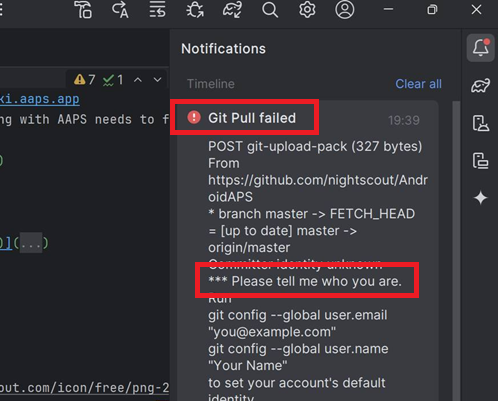 Notifications
7 1
Timeline
Clear all
ki.aaps.app
ng with AAPS needs to f
Git Pull failed
19:39
POST git-upload-pack (327 bytes)
From
https://github.com/nightscout/And
roidAPS
* branch master -> FETCH_HEAD
= [up to date] master ->
origin/master
)
)](...)
Committer identity unknown
*** Please tell me who you are.
Run
git config --global user.email
"you@example.com"
git config --global user.name
"Your Name"
to set your account's default
identity
out.com/icon/free/png-2